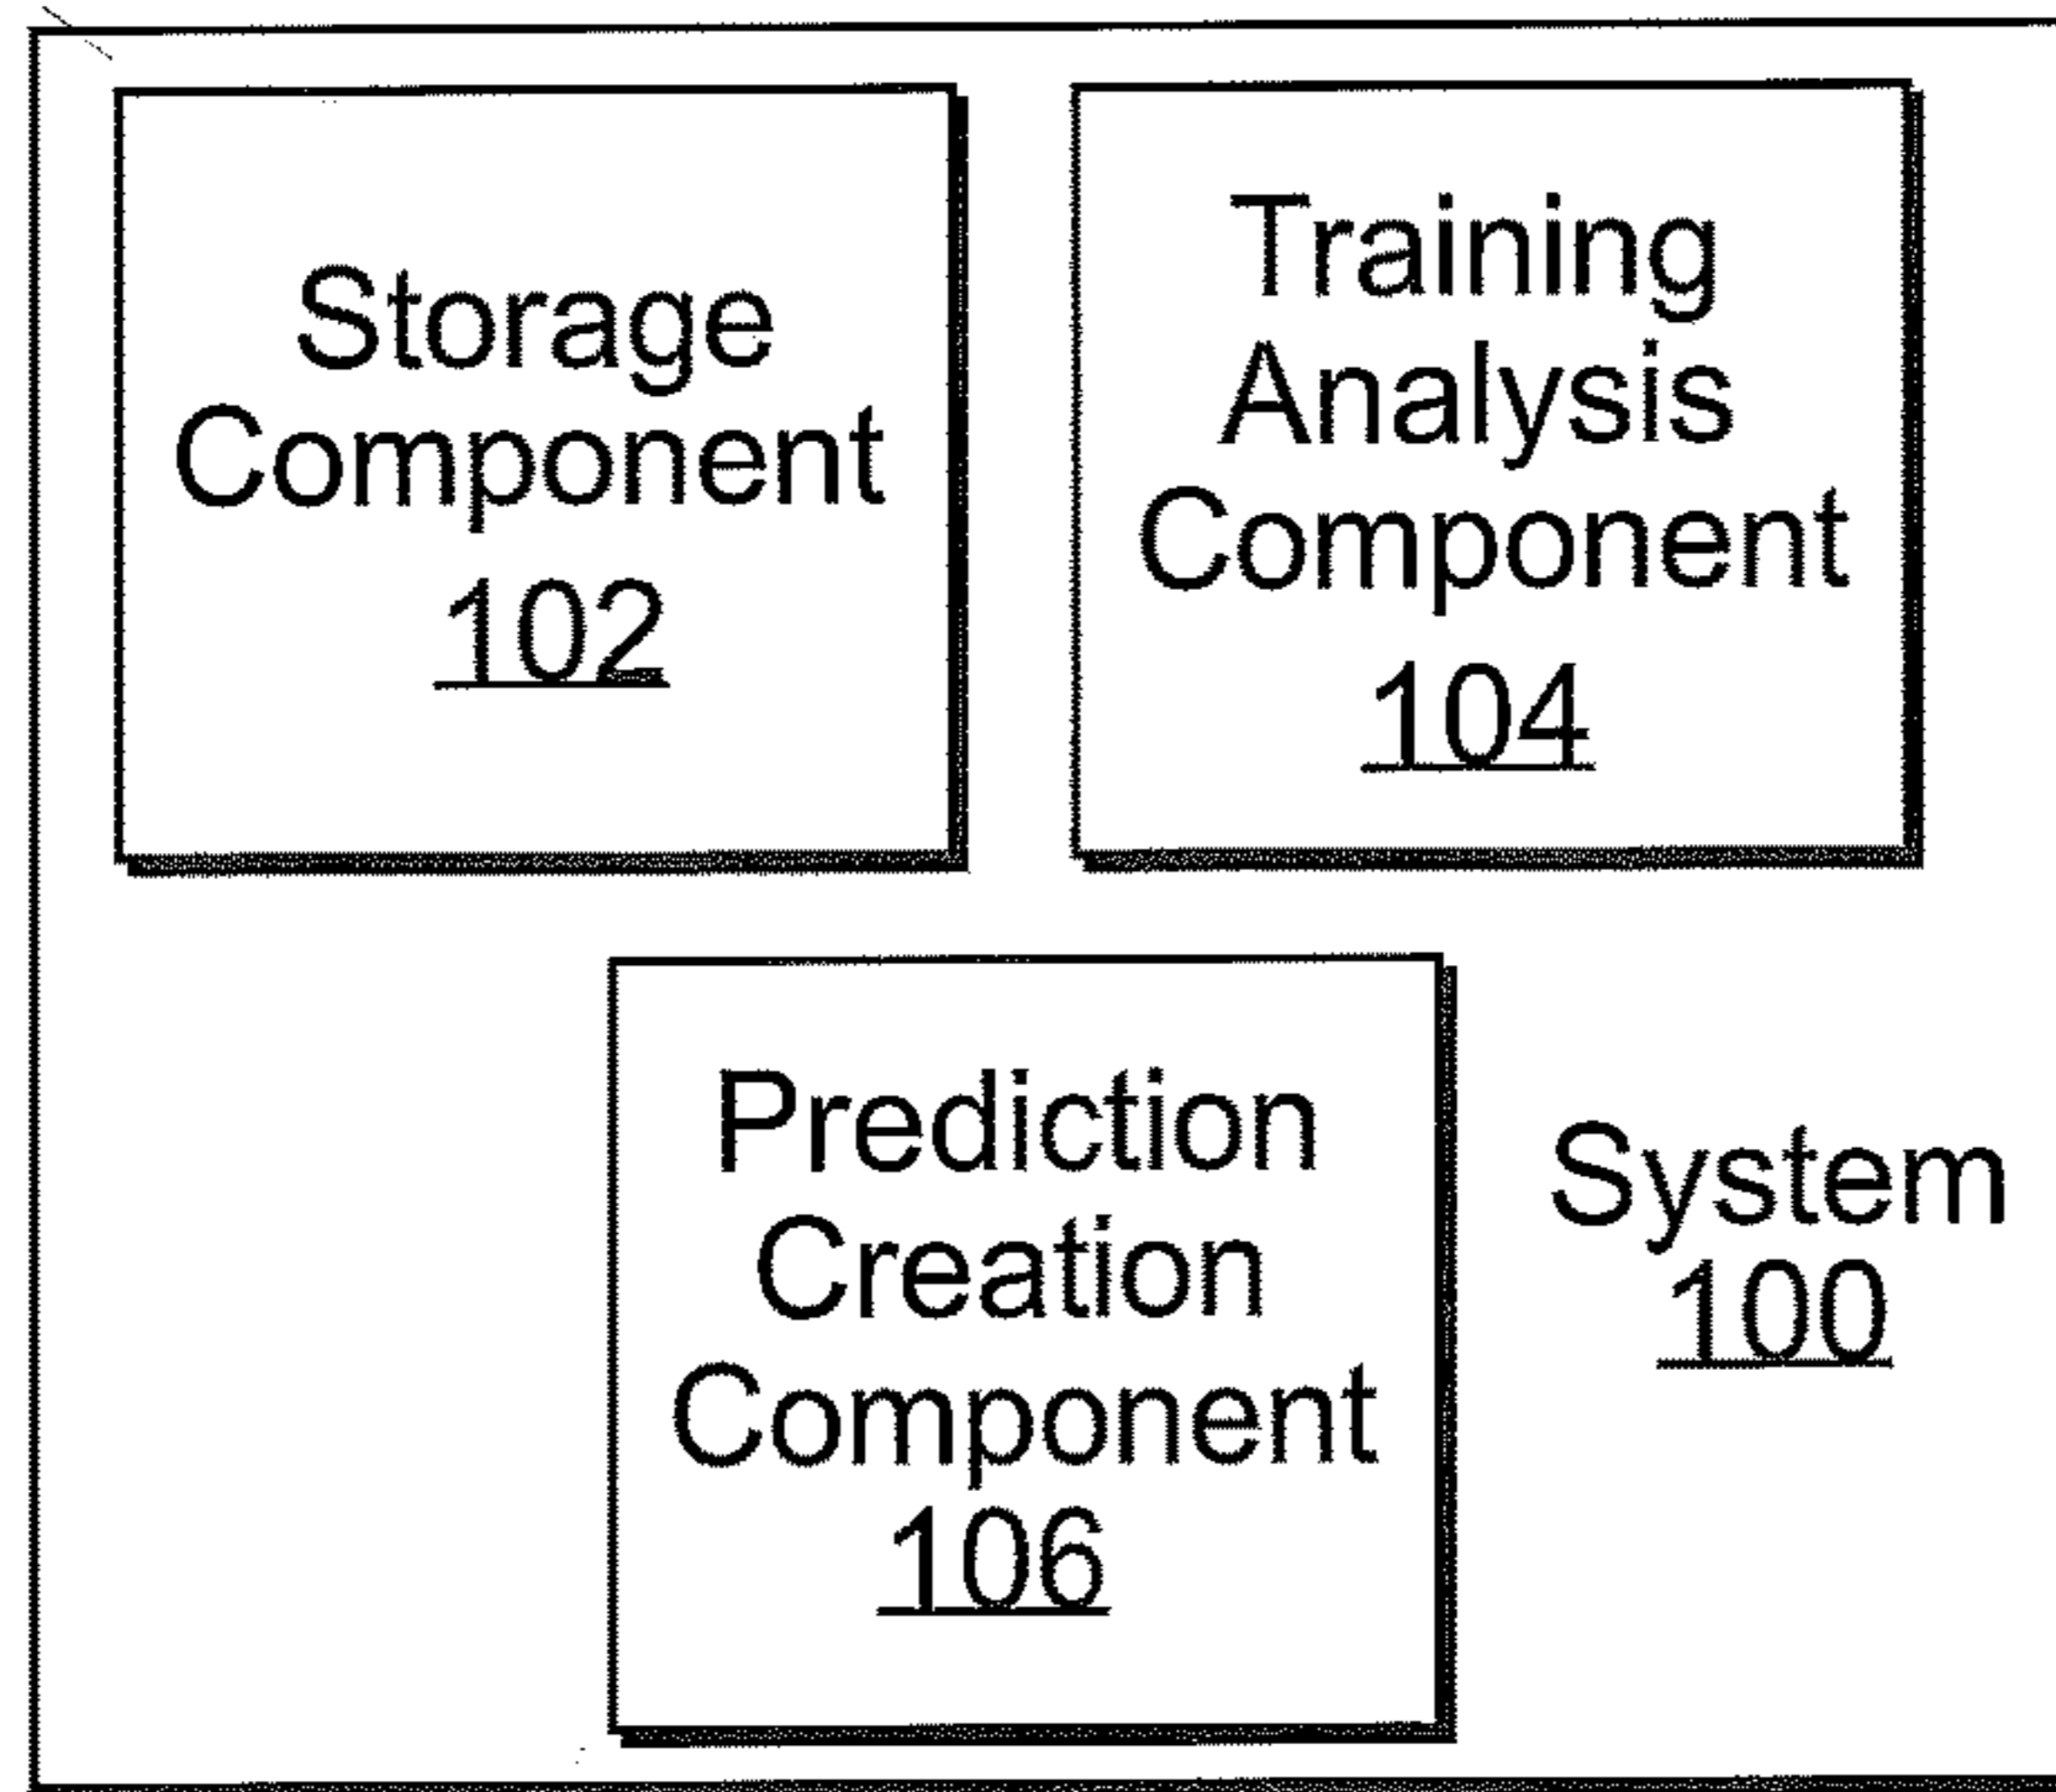 Storage
Component
102
Training
Analysis
Component
104
Prediction
Creation
Component
106
System
100